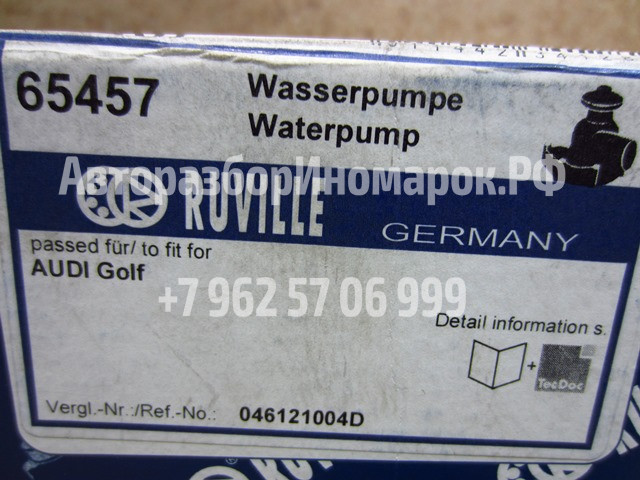 65457
Wasserpumpe
Waterpump
АвторазборИномарок.РФ
RUVILLE
GERMANY
passed für/ to fit for
AUDI Golf
+7 962 57 06 999
Detail information s.
+
TecDoc
Vergl.-Nr.:/Ref.-No.: 046121004D